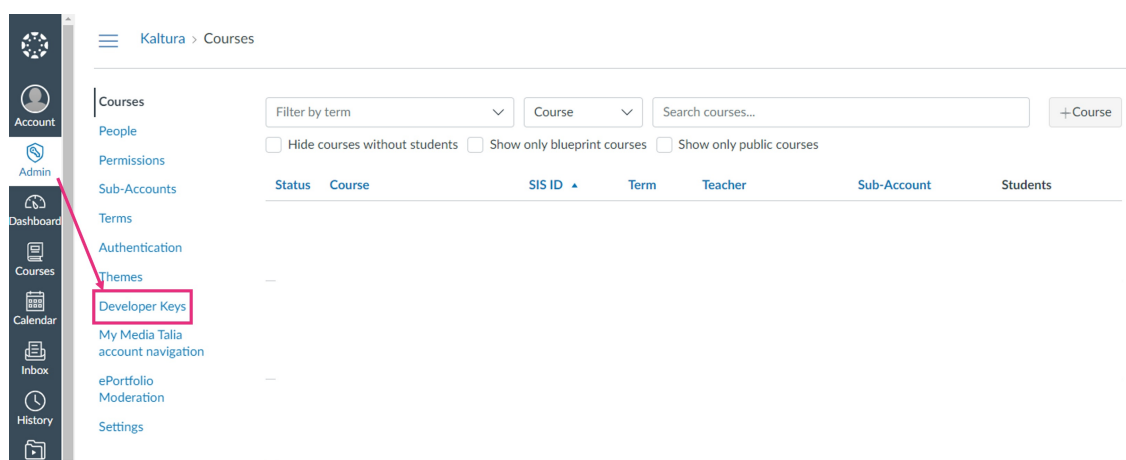 Kaltura > Courses
Account
Admin
Dashboard
Courses
Calendar
Inbox
History
Courses
People
Permissions
Sub-Accounts
Terms
Authentication
Themes
Developer Keys
My Media Talia
account navigation
ePortfolio
Moderation
Settings
Filter by term
Course
Search courses...
+Course
Hide courses without students
Show only blueprint courses
Show only public courses
Status Course SIS ID ▲ Term Teacher Sub-Account Students